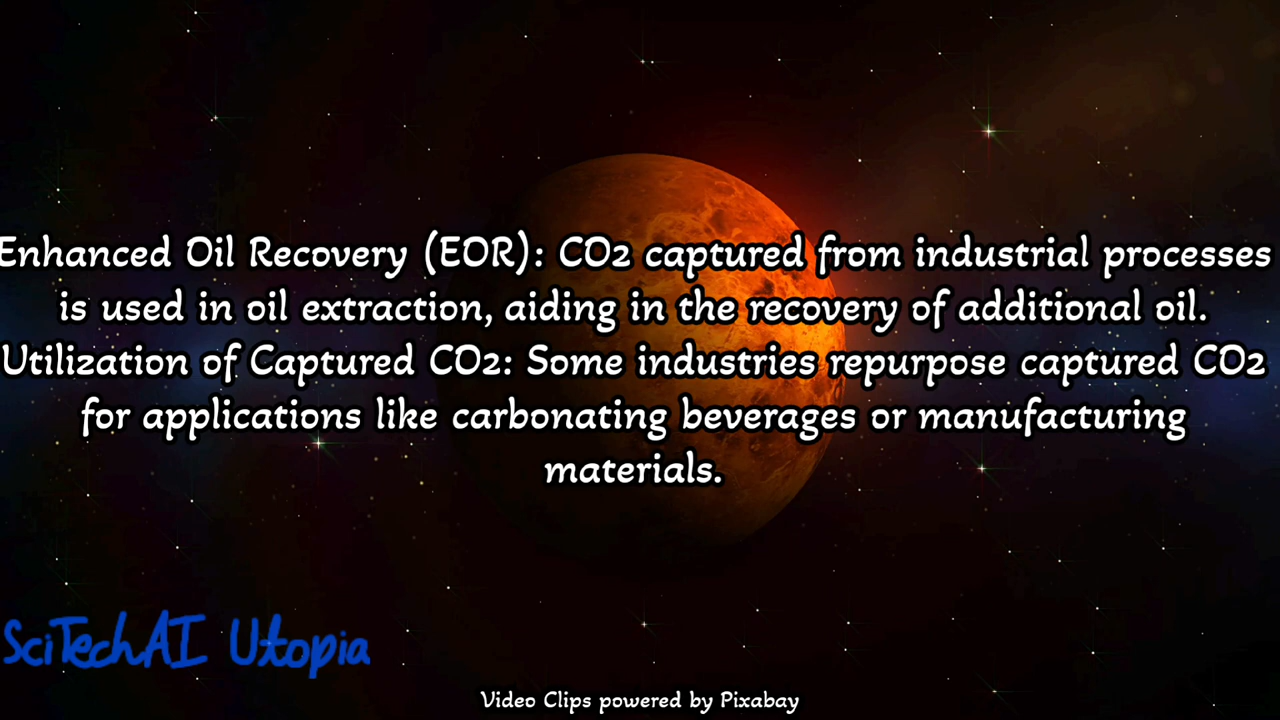 Enhanced Oil Recovery (EOR): CO2 captured from industrial processes
is used in oil extraction, aiding in the recovery of additional oil.
Utilization of Captured CO2: Some industries repurpose captured CO2
for applications like carbonating beverages or manufacturing
materials.
SciTechAI Utopia
Video Clips powered by Pixabay